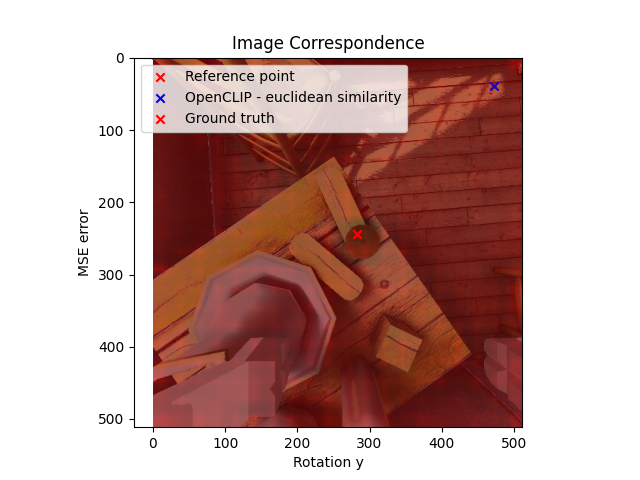 Image Correspondence
Reference point
OpenCLIP - euclidean similarity
Ground truth
MSE error
0
100
200
300
400
500
0
100
200
300
400
500
Rotation y